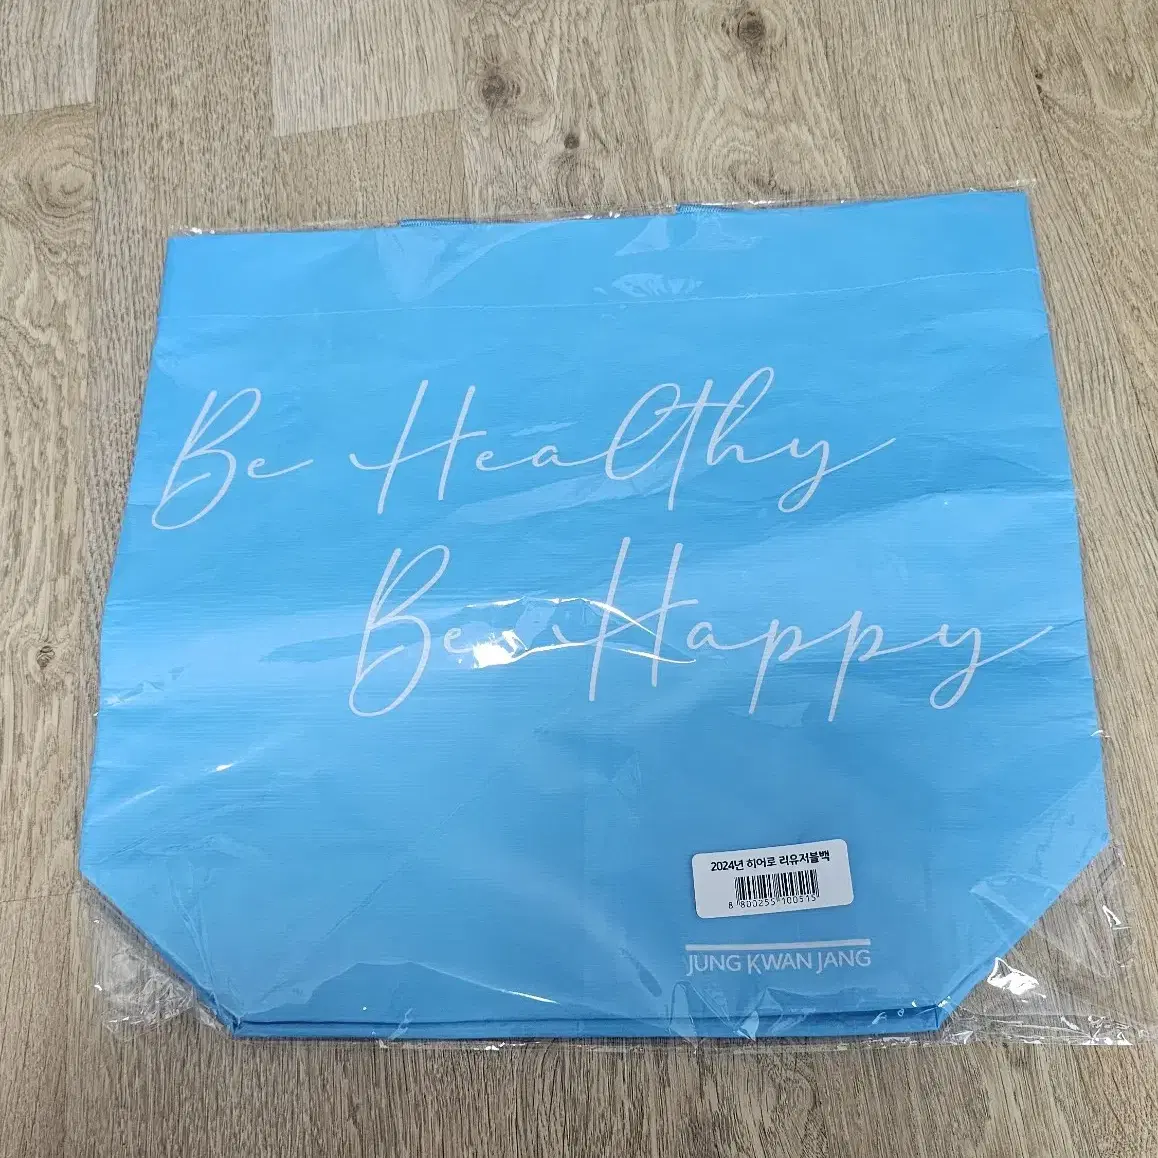 Be Healthy
Be Happy
2024년 히어로 리유저블백
8 800255 100515
JUNG KWAN JANG